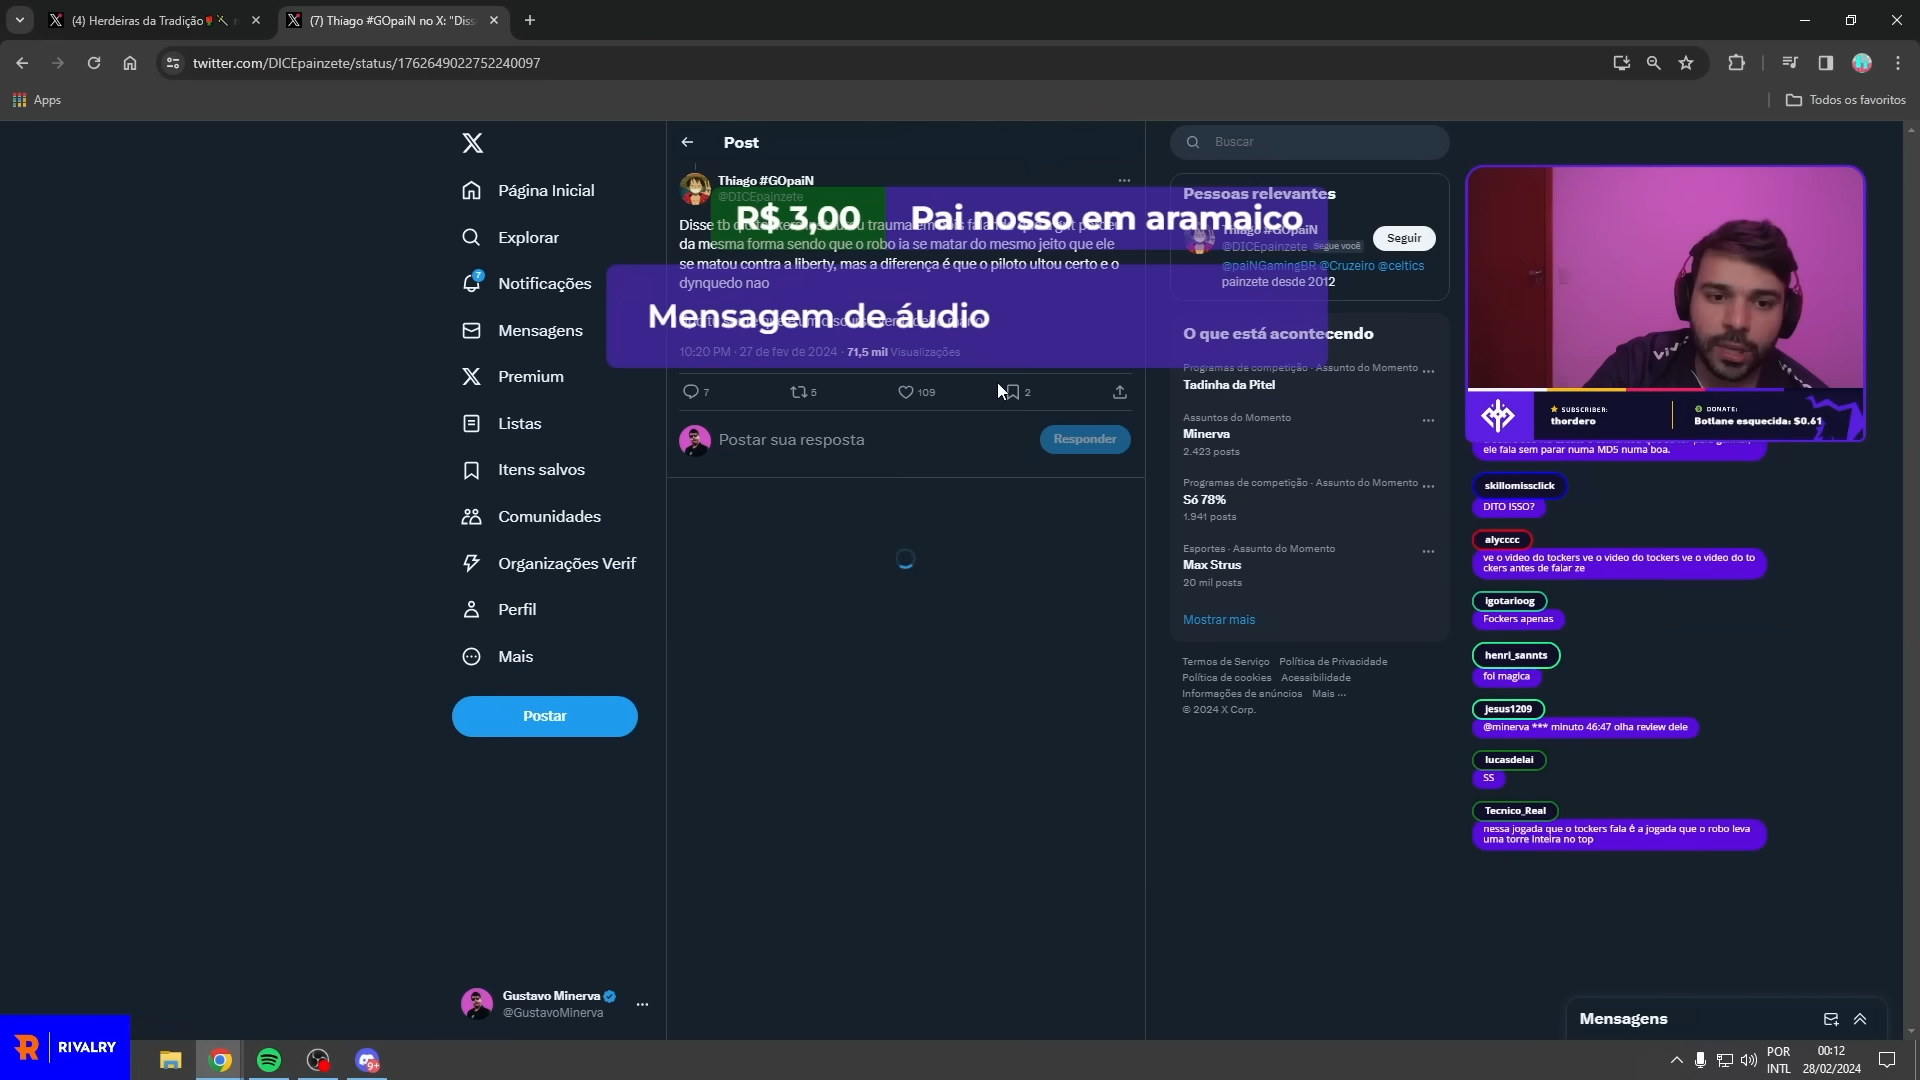 (4) Herdeiras da Tradição
(7) Thiago #GOpaiN no X: "Diss
twitter.com/DICEpainzete/status/1762649022752240097
Apps
Todos os favoritos
Página Inicial
Explorar
7
Notificações
Mensagens
Premium
Listas
Itens salvos
Comunidades
Organizações Verif
Perfil
Mais
Postar
Gustavo Minerva
@GustavoMinerva
Post
Thiago #GOpaiN
@DICEpainzete
R$ 3,00
Pai nosso em aramaico
Disse tb
trauma
da mesma forma sendo que o robo ia se matar do mesmo jeito que ele
se matou contra a liberty, mas a diferença é que o piloto ultou certo e o
dynquedo nao
Mensagem de áudio
10:20 PM · 27 de fev de 2024 · 71,5 mil Visualizações
7
5
109
2
Postar sua resposta
Responder
Buscar
Pessoas relevantes
Thiago #GOpaiN
@DICEpainzete Segue você
Seguir
@paiNGamingBR @Cruzeiro @celtics
painzete desde 2012
O que está acontecendo
Programas de competição · Assunto do Momento
Tadinha da Pitel
Assuntos do Momento
Minerva
2.423 posts
Programas de competição · Assunto do Momento
Só 78%
1.941 posts
Esportes · Assunto do Momento
Max Strus
20 mil posts
Mostrar mais
Termos de Serviço Política de Privacidade
Política de cookies Acessibilidade
Informações de anúncios Mais ···
© 2024 X Corp.
SUBSCRIBER:
thordero
DONATE:
Botlane esquecida: $0.61
ele fala sem parar numa MD5 numa boa.
skillomissclick
DITO ISSO?
alycccc
ve o video do tockers ve o video do tockers ve o video do to
ckers antes de falar ze
igotarioog
Fockers apenas
henri_sannts
foi magica
jesus1209
@minerva *** minuto 46:47 olha review dele
lucasdelai
SS
Tecnico_Real
nessa jogada que o tockers fala é a jogada que o robo leva
uma torre inteira no top
Mensagens
RIVALRY
9+
POR
INTL
00:12
28/02/2024